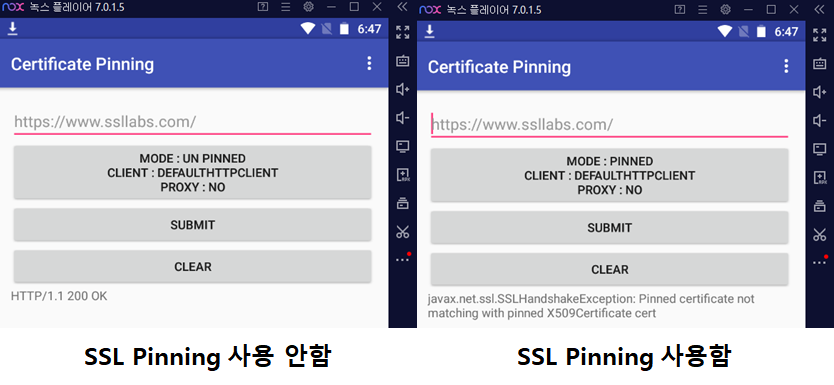 nox 녹스 플레이어 7.0.1.5
6:47
Certificate Pinning
https://www.ssllabs.com/
MODE : UN PINNED
CLIENT : DEFAULTHTTPCLIENT
PROXY : NO
SUBMIT
CLEAR
HTTP/1.1 200 OK
SSL Pinning 사용 안함
nox 녹스 플레이어 7.0.1.5
6:47
Certificate Pinning
https://www.ssllabs.com/
MODE : PINNED
CLIENT : DEFAULTHTTPCLIENT
PROXY : NO
SUBMIT
CLEAR
javax.net.ssl.SSLHandshakeException: Pinned certificate not
matching with pinned X509Certificate cert
SSL Pinning 사용함